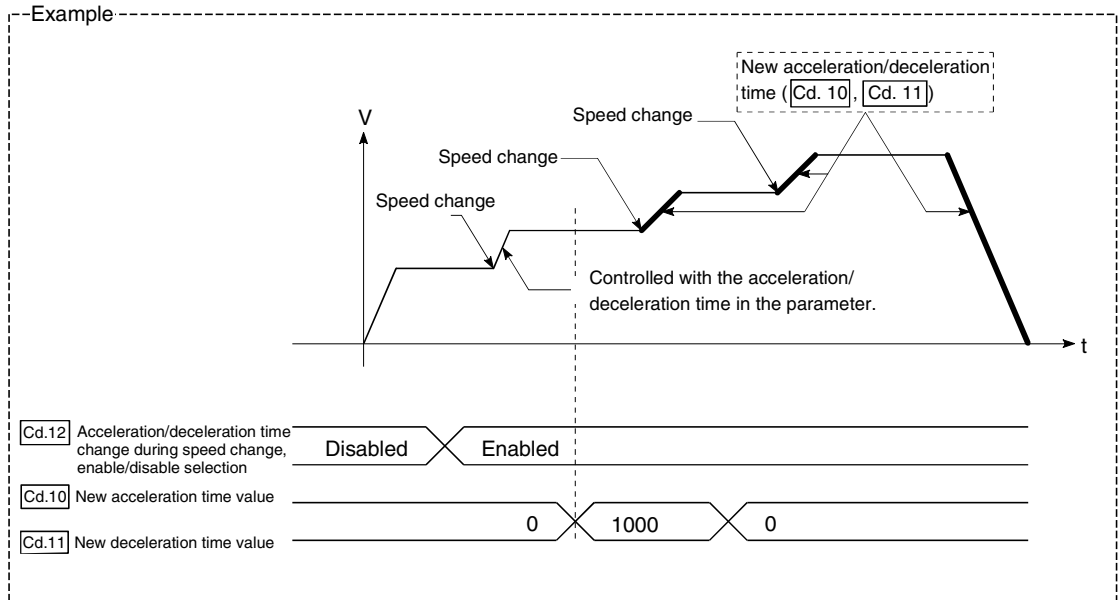 Example
New acceleration/deceleration
time ( Cd. 10 , Cd. 11 )
V
Speed change
Speed change
Speed change
Controlled with the acceleration/
deceleration time in the parameter.
t
Cd.12 Acceleration/deceleration time
change during speed change,
enable/disable selection
Disabled Enabled
Cd.10 New acceleration time value
0 1000 0
Cd.11 New deceleration time value